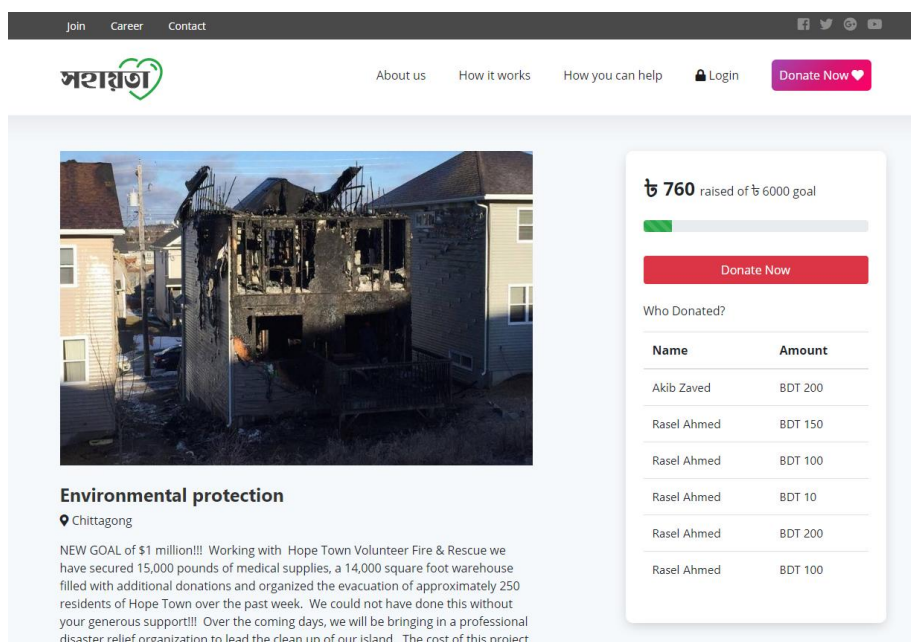 Join Career Contact
সহায়তা
About us How it works How you can help Login Donate Now
৳ 760 raised of ৳ 6000 goal
Donate Now
Who Donated?
Name Amount
Akib Zaved BDT 200
Rasel Ahmed BDT 150
Rasel Ahmed BDT 100
Rasel Ahmed BDT 10
Rasel Ahmed BDT 200
Rasel Ahmed BDT 100
Environmental protection
Chittagong
NEW GOAL of $1 million!!! Working with Hope Town Volunteer Fire & Rescue we
have secured 15,000 pounds of medical supplies, a 14,000 square foot warehouse
filled with additional donations and organized the evacuation of approximately 250
residents of Hope Town over the past week. We could not have done this without
your generous support!!! Over the coming days, we will be bringing in a professional
disaster relief organization to lead the clean up of our island. The cost of this project